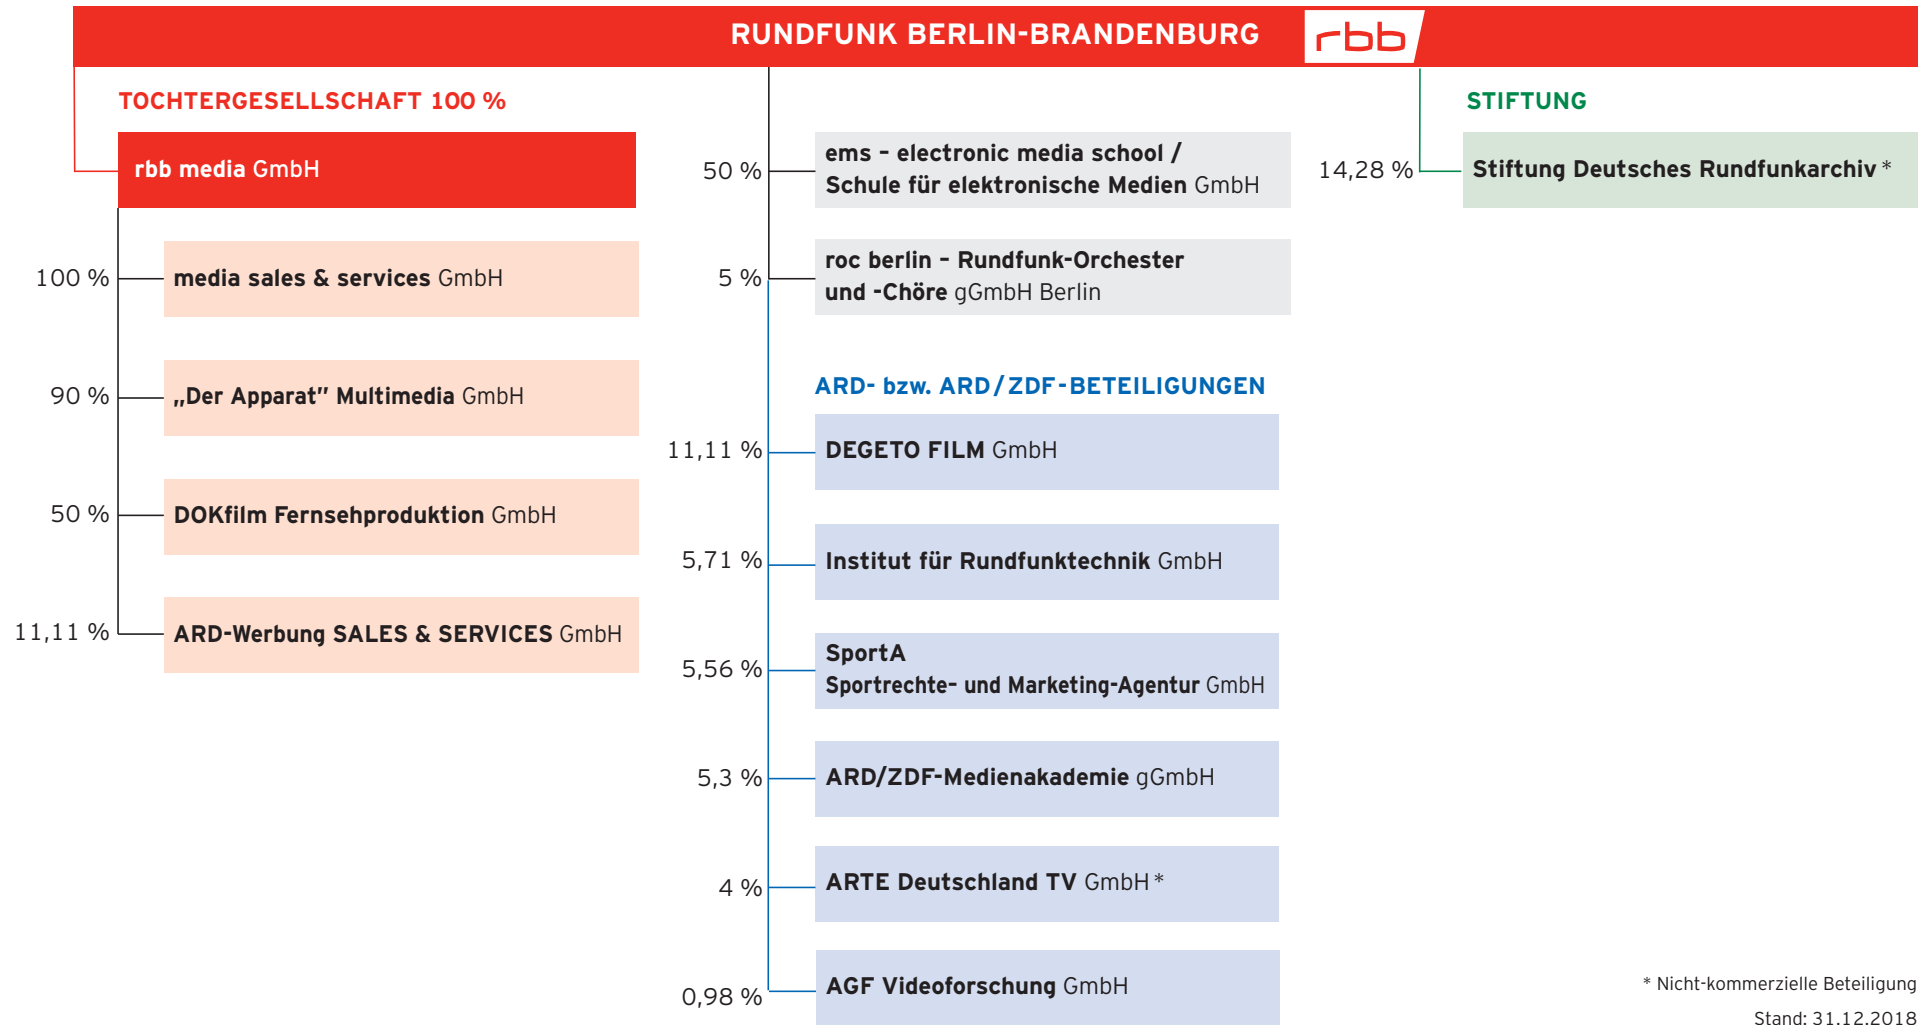 RUNDFUNK BERLIN-BRANDENBURG
rbb
TOCHTERGESELLSCHAFT 100 %
rbb media GmbH
100 %
media sales & services GmbH
90 %
„Der Apparat" Multimedia GmbH
50 %
DOKfilm Fernsehproduktion GmbH
11,11 %
ARD-Werbung SALES & SERVICES GmbH
50 %
ems – electronic media school /
Schule für elektronische Medien GmbH
5 %
roc berlin – Rundfunk-Orchester
und -Chöre gGmbH Berlin
ARD- bzw. ARD/ZDF-BETEILIGUNGEN
11,11 %
DEGETO FILM GmbH
5,71 %
Institut für Rundfunktechnik GmbH
5,56 %
SportA
Sportrechte- und Marketing-Agentur GmbH
5,3 %
ARD/ZDF-Medienakademie gGmbH
4 %
ARTE Deutschland TV GmbH *
0,98 %
AGF Videoforschung GmbH
STIFTUNG
14,28 %
Stiftung Deutsches Rundfunkarchiv *
* Nicht-kommerzielle Beteiligung
Stand: 31.12.2018